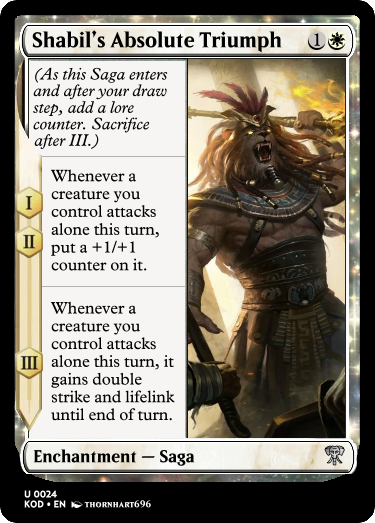 Shabil's Absolute Triumph 1
(As this Saga enters
and after your draw
step, add a lore
counter. Sacrifice
after III.)
I
II
Whenever a
creature you
control attacks
alone this turn,
put a +1/+1
counter on it.
III
Whenever a
creature you
control attacks
alone this turn, it
gains double
strike and lifelink
until end of turn.
Enchantment — Saga
U 0024
KOD • EN THORNHART696